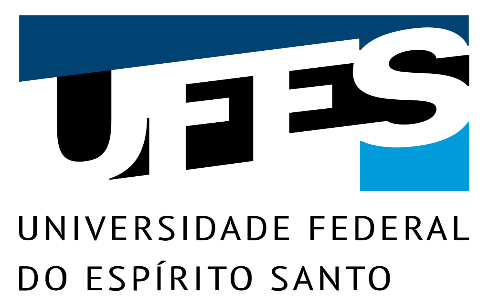 UFES
UNIVERSIDADE FEDERAL
DO ESPÍRITO SANTO